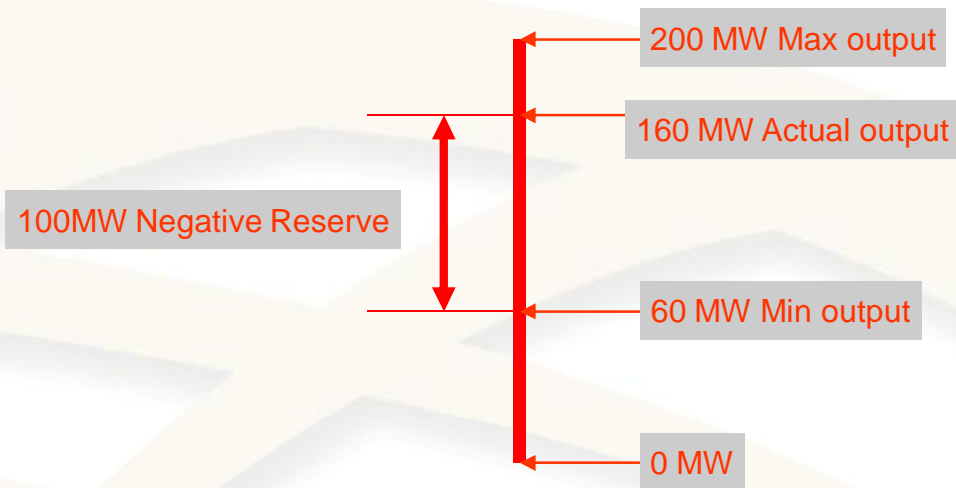 200 MW Max output
160 MW Actual output
100MW Negative Reserve
60 MW Min output
0 MW